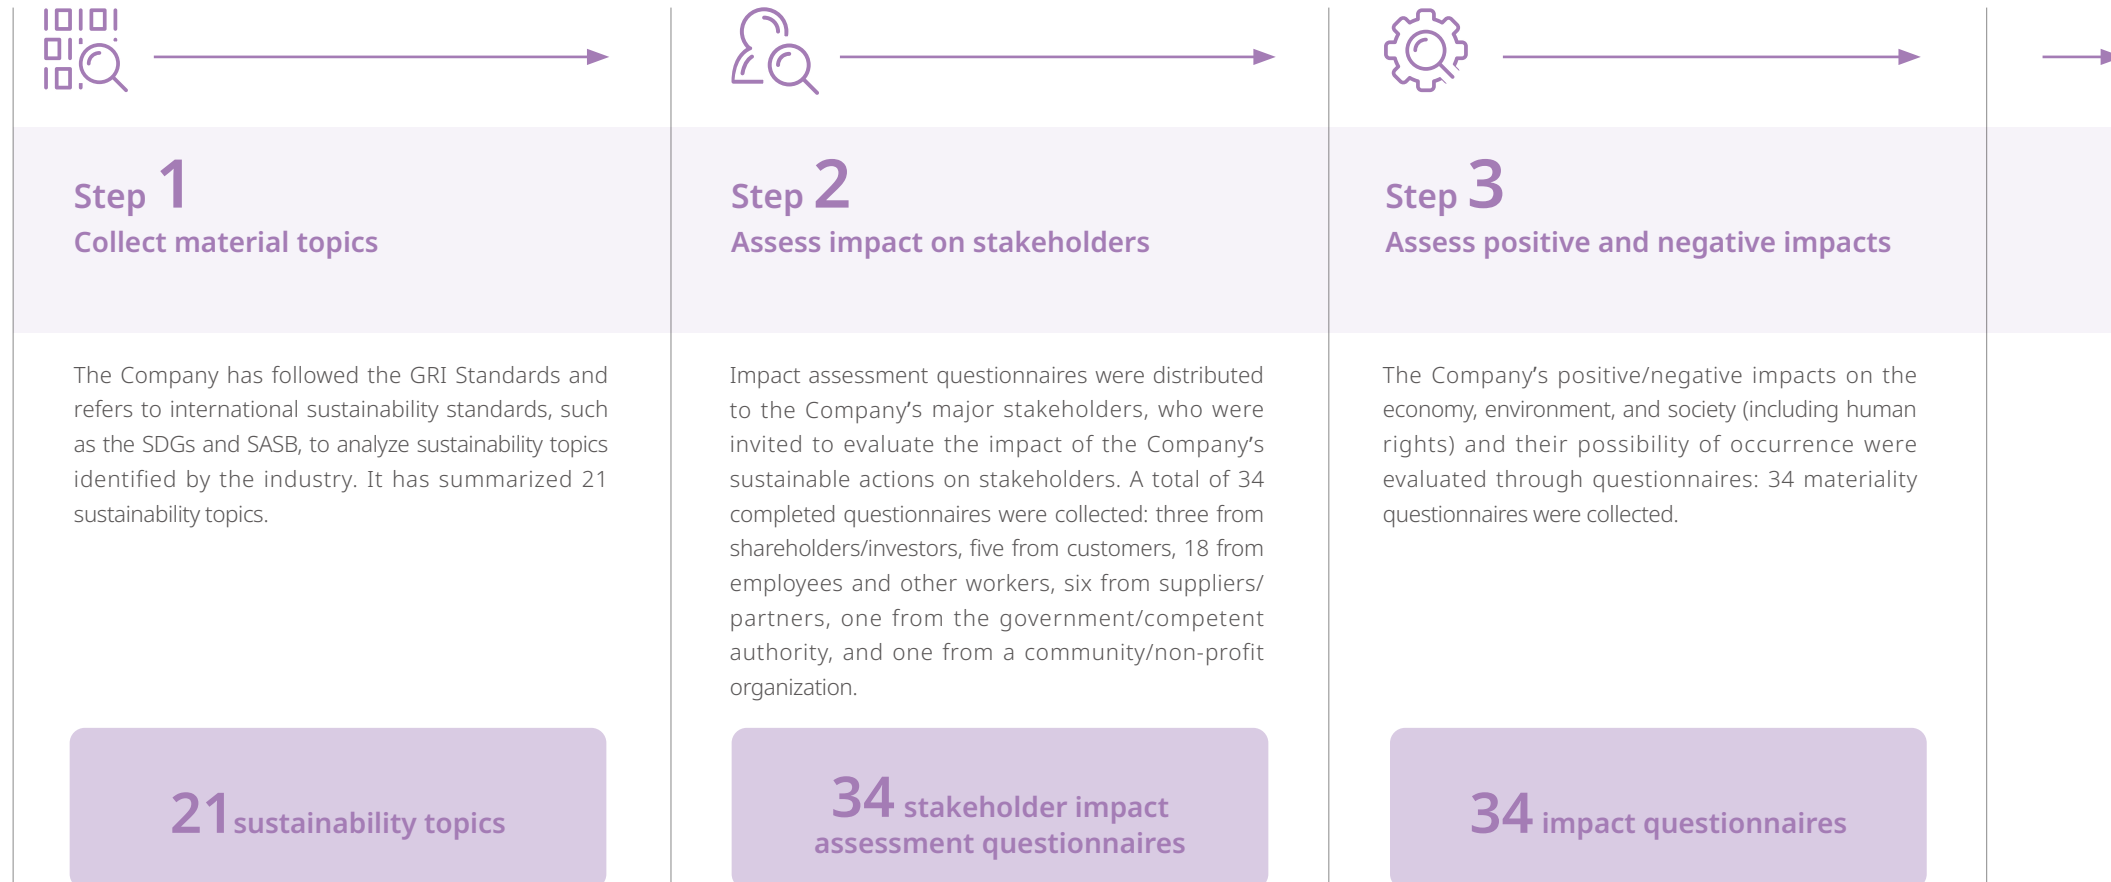 Step 1
Collect material topics
The Company has followed the GRI Standards and
refers to international sustainability standards, such
as the SDGs and SASB, to analyze sustainability topics
identified by the industry. It has summarized 21
sustainability topics.
21 sustainability topics
Step 2
Assess impact on stakeholders
Impact assessment questionnaires were distributed
to the Company's major stakeholders, who were
invited to evaluate the impact of the Company's
sustainable actions on stakeholders. A total of 34
completed questionnaires were collected: three from
shareholders/investors, five from customers, 18 from
employees and other workers, six from suppliers/
partners, one from the government/competent
authority, and one from a community/non-profit
organization.
34 stakeholder impact
assessment questionnaires
Step 3
Assess positive and negative impacts
The Company's positive/negative impacts on the
economy, environment, and society (including human
rights) and their possibility of occurrence were
evaluated through questionnaires: 34 materiality
questionnaires were collected.
34 impact questionnaires